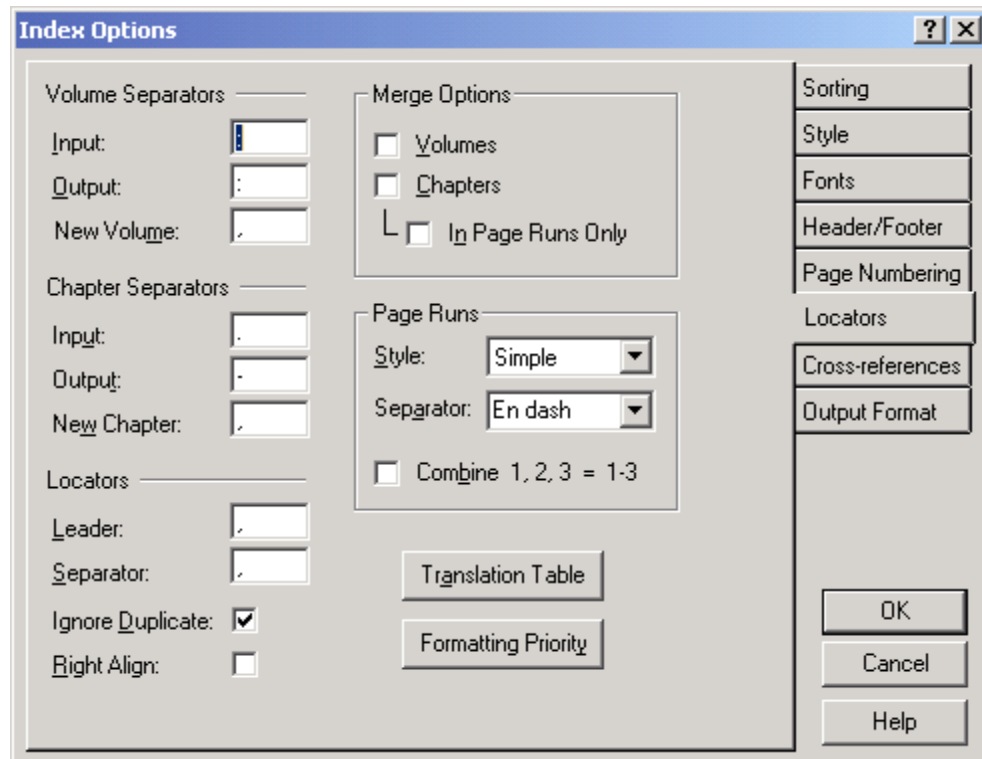 Index Options
Volume Separators
Input: :
Output: :
New Volume: ,
Chapter Separators
Input: .
Output: -
New Chapter: ,
Locators
Leader: ,
Separator: ,
Ignore Duplicate:
Right Align:
Merge Options
Volumes
Chapters
In Page Runs Only
Page Runs
Style: Simple
Separator: En dash
Combine 1, 2, 3 = 1-3
Translation Table
Formatting Priority
Sorting
Style
Fonts
Header/Footer
Page Numbering
Locators
Cross-references
Output Format
OK
Cancel
Help